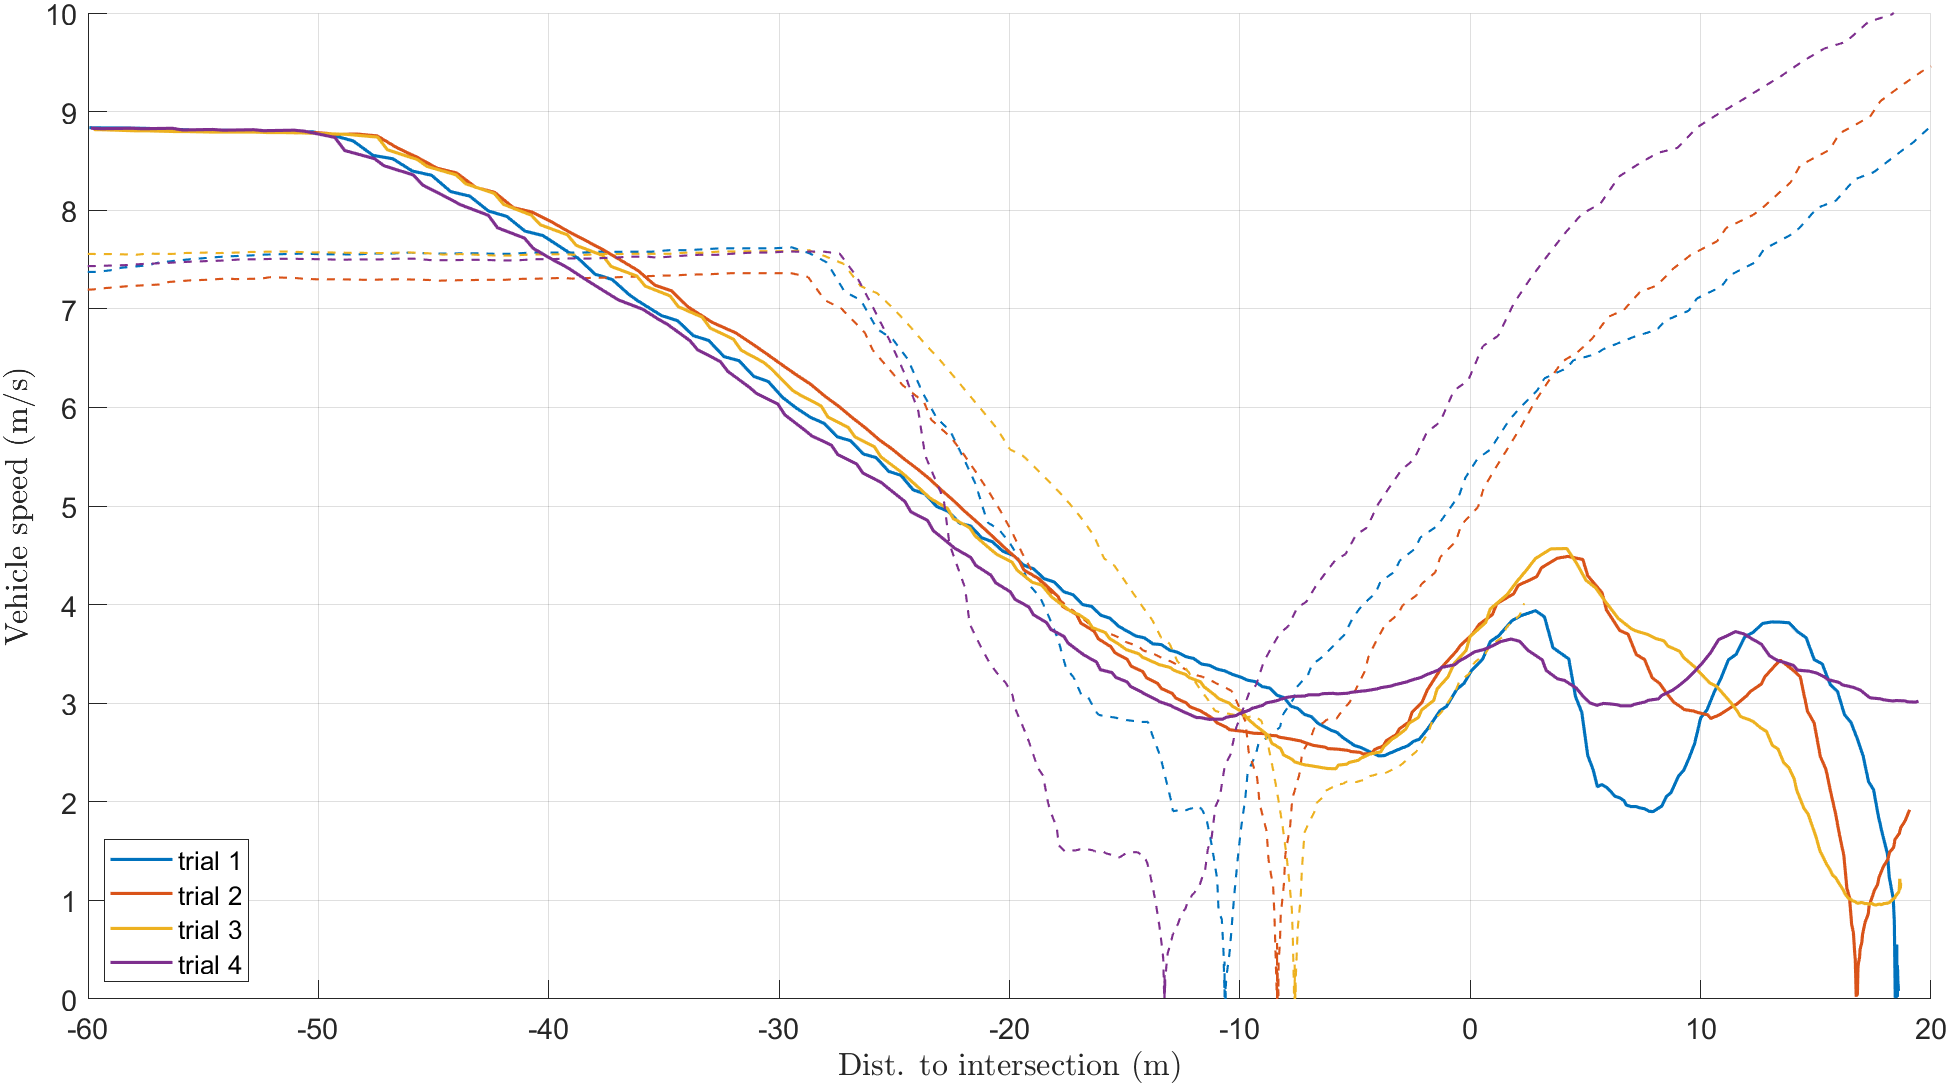 10
9
8
7
6
5
4
3
2
1
0
Vehicle speed (m/s)
trial 1
trial 2
trial 3
trial 4
-60 -50 -40 -30 -20 -10 0 10 20
Dist. to intersection (m)